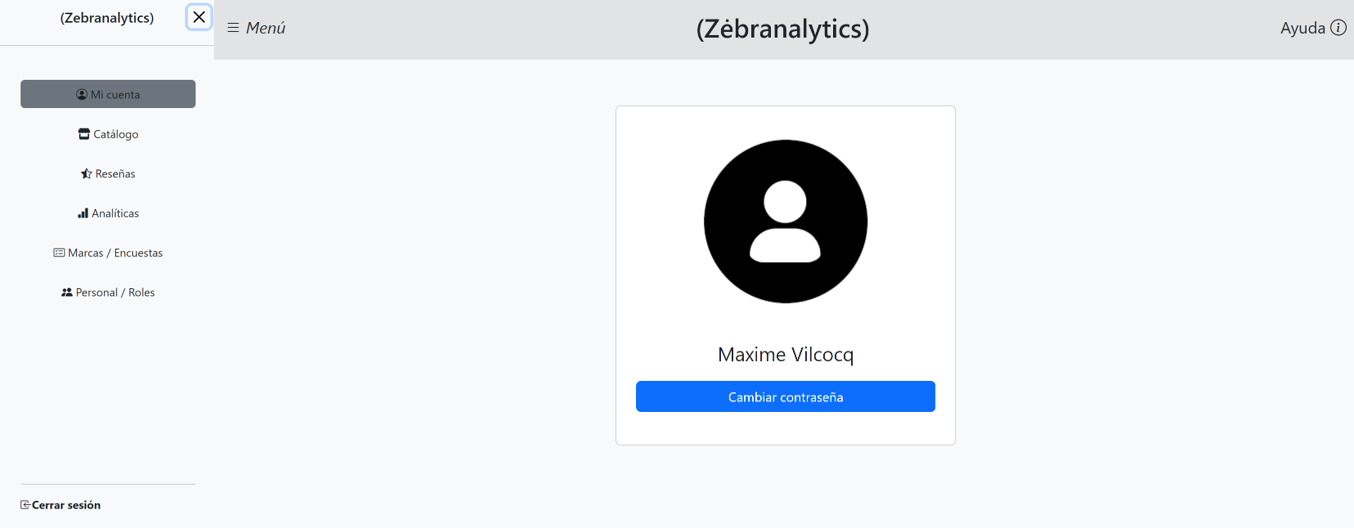 (Zebranalytics)
Menú
(Zėbranalytics)
Ayuda
Mi cuenta
Catálogo
Reseñas
Analíticas
Marcas / Encuestas
Personal / Roles
Maxime Vilcocq
Cambiar contraseña
Cerrar sesión